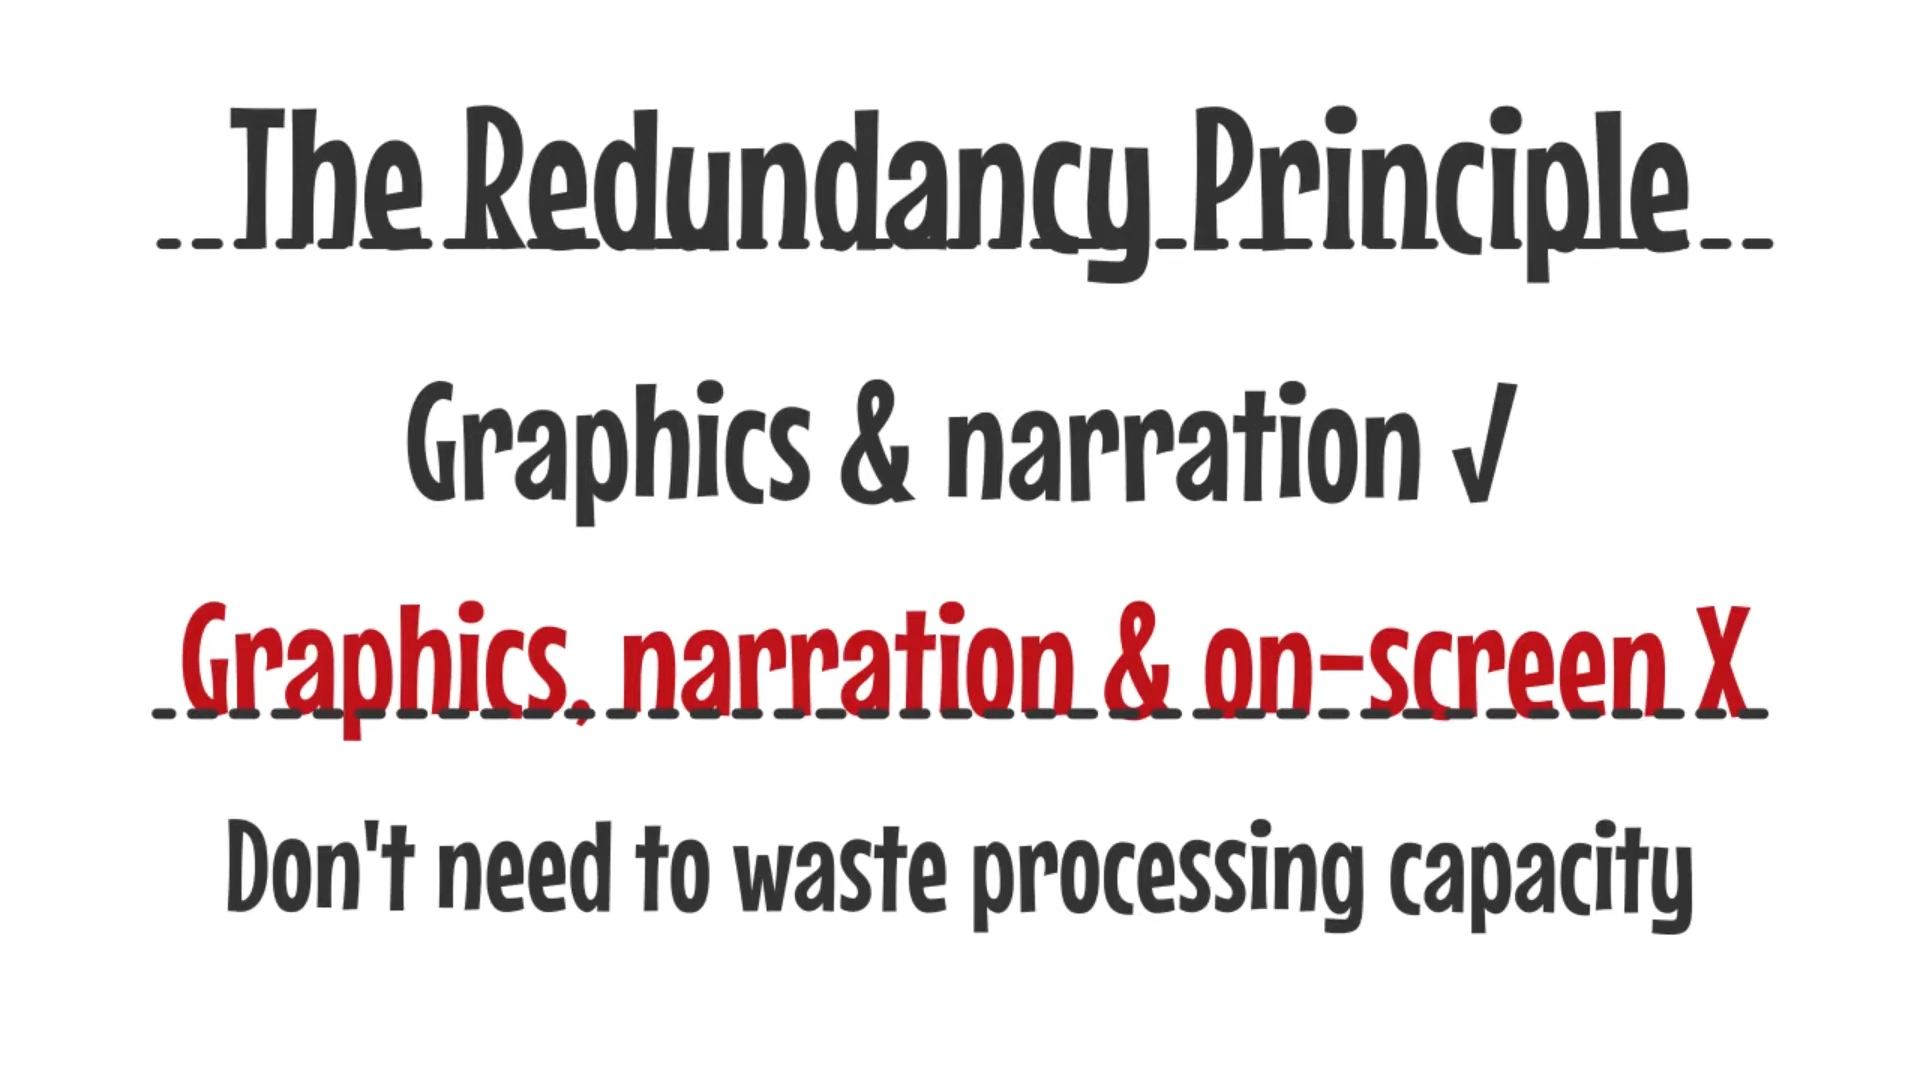 The Redundancy Principle
Graphics & narration √
Graphics, narration & on-screen X
Don't need to waste processing capacity